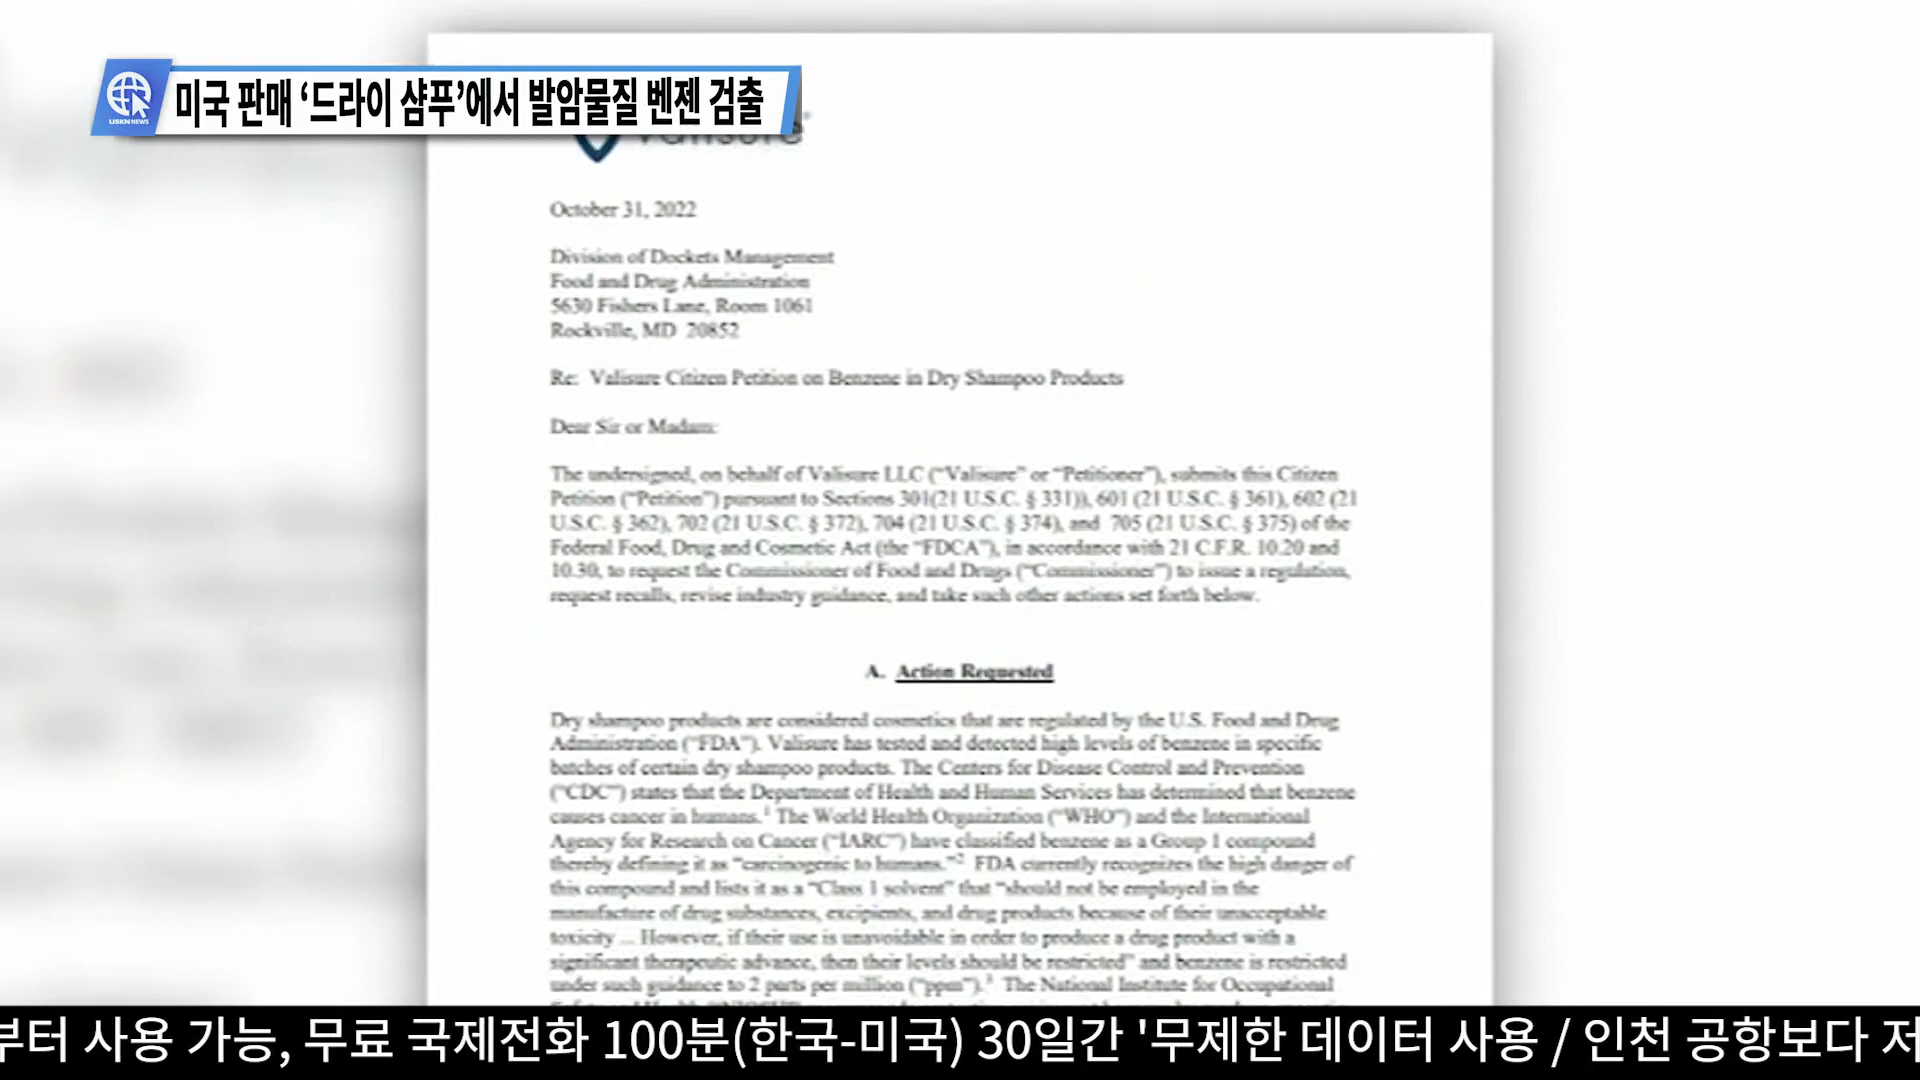 USKN NEWS
미국 판매 ‘드라이 샴푸’에서 발암물질 벤젠 검출
October 31, 2022
Division of Dockets Management
Food and Drug Administration
5630 Fishers Lane, Room 1061
Rockville, MD 20852
Re: Valisure Citizen Petition on Benzene in Dry Shampoo Products
Dear Sir or Madam:
The undersigned, on behalf of Valisure LLC (“Valisure” or “Petitioner”), submits this Citizen
Petition (“Petition”) pursuant to Sections 301(21 U.S.C. § 331)), 601 (21 U.S.C. § 361), 602 (21
U.S.C. § 362), 702 (21 U.S.C. § 372), 704 (21 U.S.C. § 374), and 705 (21 U.S.C. § 375) of the
Federal Food, Drug and Cosmetic Act (the “FDCA”), in accordance with 21 C.F.R. 10.20 and
10.30, to request the Commissioner of Food and Drugs (“Commissioner”) to issue a regulation,
request recalls, revise industry guidance, and take such other actions set forth below.
A. Action Requested
Dry shampoo products are considered cosmetics that are regulated by the U.S. Food and Drug
Administration (“FDA”). Valisure has tested and detected high levels of benzene in specific
batches of certain dry shampoo products. The Centers for Disease Control and Prevention
(“CDC”) states that the Department of Health and Human Services has determined that benzene
causes cancer in humans.1 The World Health Organization (“WHO”) and the International
Agency for Research on Cancer (“IARC”) have classified benzene as a Group 1 compound
thereby defining it as “carcinogenic to humans.”2 FDA currently recognizes the high danger of
this compound and lists it as a “Class 1 solvent” that “should not be employed in the
manufacture of drug substances, excipients, and drug products because of their unacceptable
toxicity ... However, if their use is unavoidable in order to produce a drug product with a
significant therapeutic advance, then their levels should be restricted” and benzene is restricted
under such guidance to 2 parts per million (“ppm”).3 The National Institute for Occupational
부터 사용 가능, 무료 국제전화 100분(한국-미국) 30일간 '무제한 데이터 사용 / 인천 공항보다 저